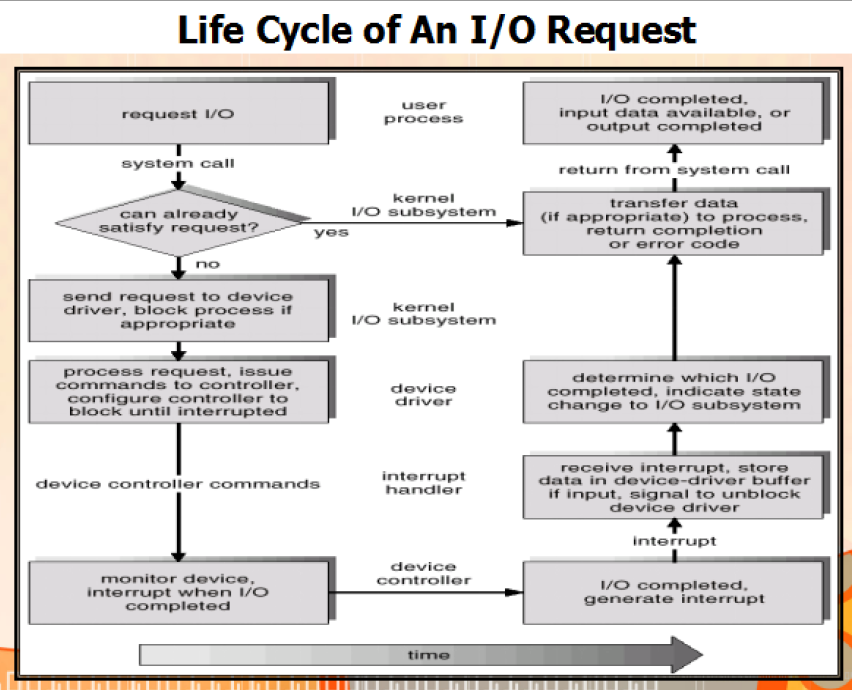 Life Cycle of An I/O Request
request I/O
user
process
I/O completed,
input data available, or
output completed
system call
return from system call
can already
satisfy request?
kernel
I/O subsystem
yes
transfer data
(if appropriate) to process,
return completion
or error code
no
send request to device
driver, block process if
appropriate
kernel
I/O subsystem
process request, issue
commands to controller,
configure controller to
block until interrupted
device
driver
determine which I/O
completed, indicate state
change to I/O subsystem
device controller commands
interrupt
handler
receive interrupt, store
data in device-driver buffer
if input, signal to unblock
device driver
interrupt
monitor device,
interrupt when I/O
completed
device
controller
I/O completed,
generate interrupt
time